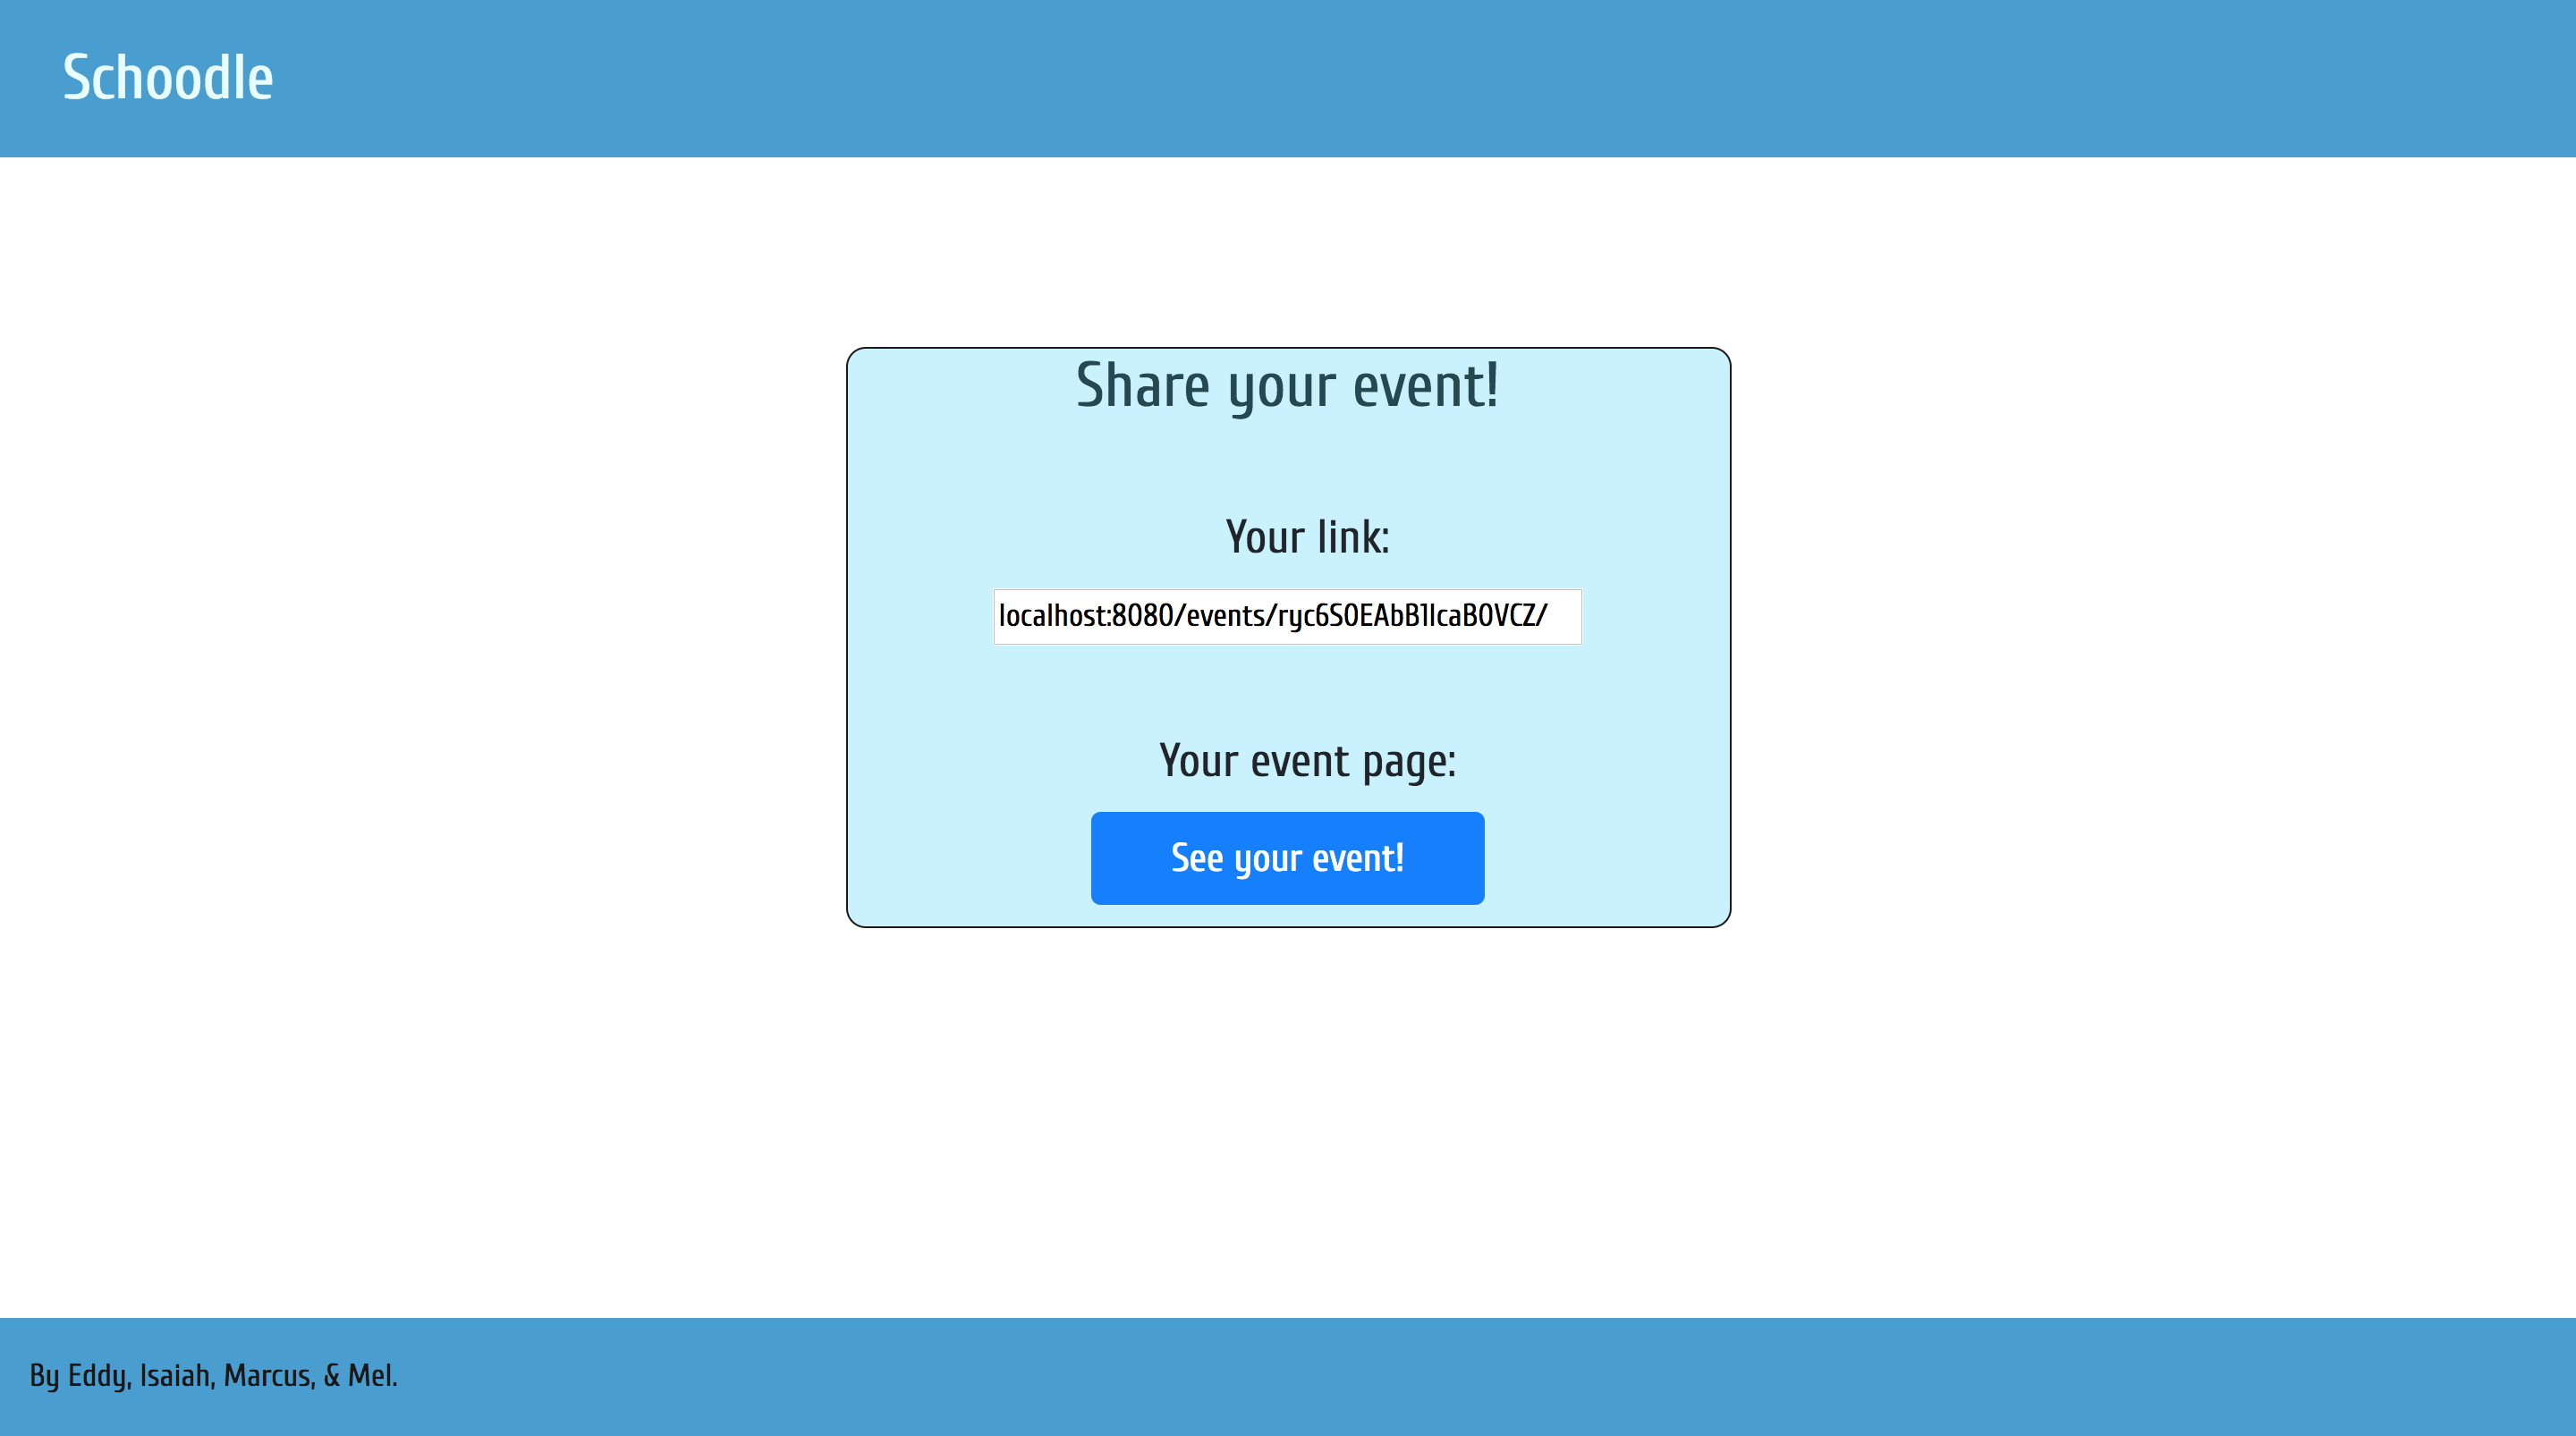 Schoodle
Share your event!
Your link:
localhost:8080/events/ryc6S0EAbB1lcaB0VCZ/
Your event page:
See your event!
By Eddy, Isaiah, Marcus, & Mel.